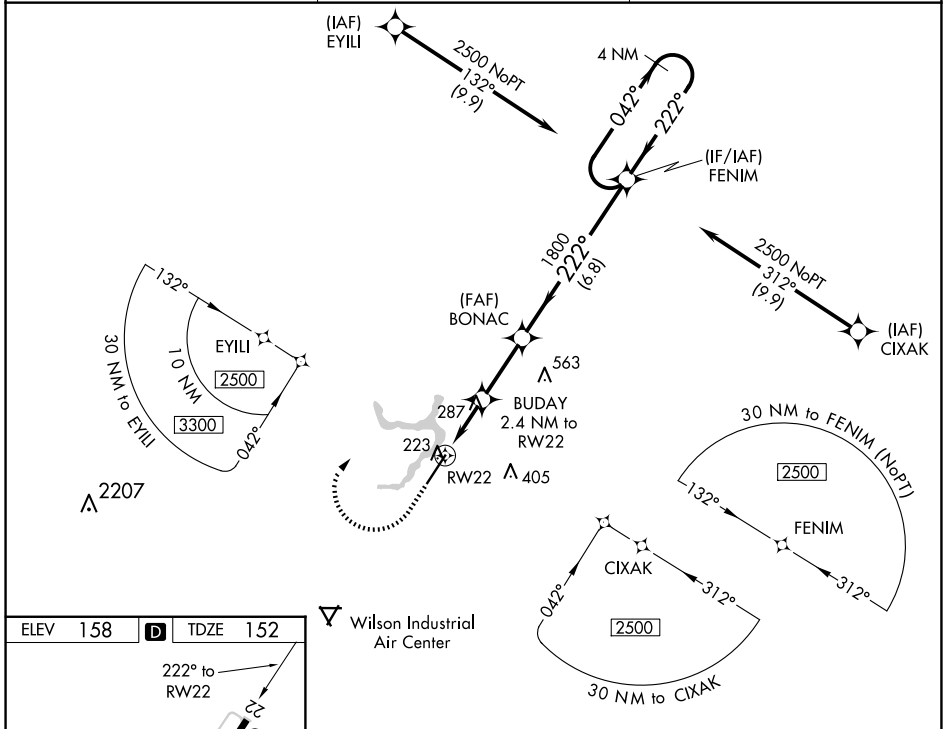 (IAF)
EYILI
2500 NoPT
132°
(9.9)
4 NM
042°
222°
(IF/IAF)
FENIM
1800
222°
(6.8)
2500 NoPT
312°
(9.9)
(IAF)
CIXAK
(FAF)
BONAC
132°
EYILI
10 NM
2500
30 NM to EYILI
3300
042°
563
287
BUDAY
2.4 NM to
RW22
223
RW22
405
2207
30 NM to FENIM (NoPT)
2500
132°
FENIM
312°
CIXAK
042°
312°
2500
30 NM to CIXAK
Wilson Industrial
Air Center
ELEV 158 D TDZE 152
222° to
RW22
22